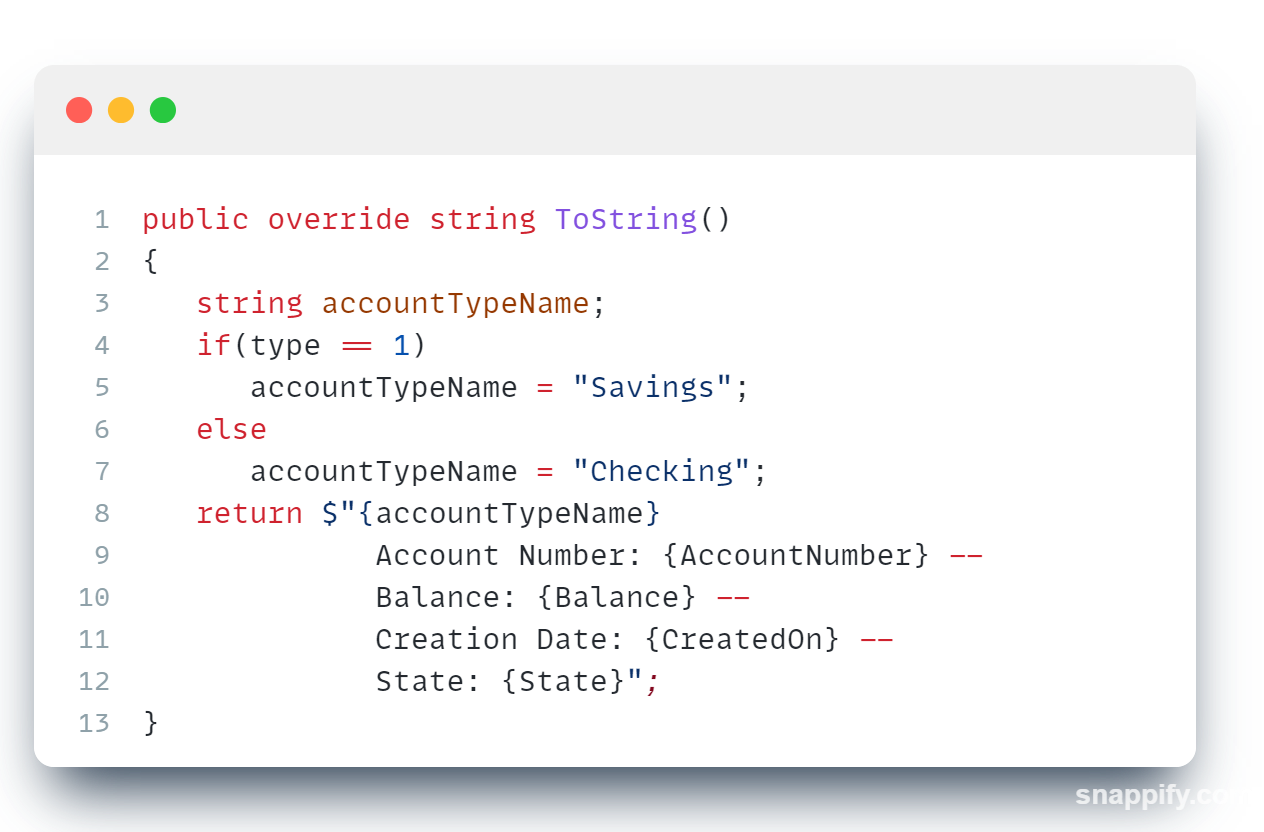 1 public override string ToString()
2 {
3    string accountTypeName;
4    if(type == 1)
5       accountTypeName = "Savings";
6    else
7       accountTypeName = "Checking";
8    return $"{accountTypeName}
9              Account Number: {AccountNumber} --
10             Balance: {Balance} --
11             Creation Date: {CreatedOn} --
12             State: {State}";
13 }
snappify.com